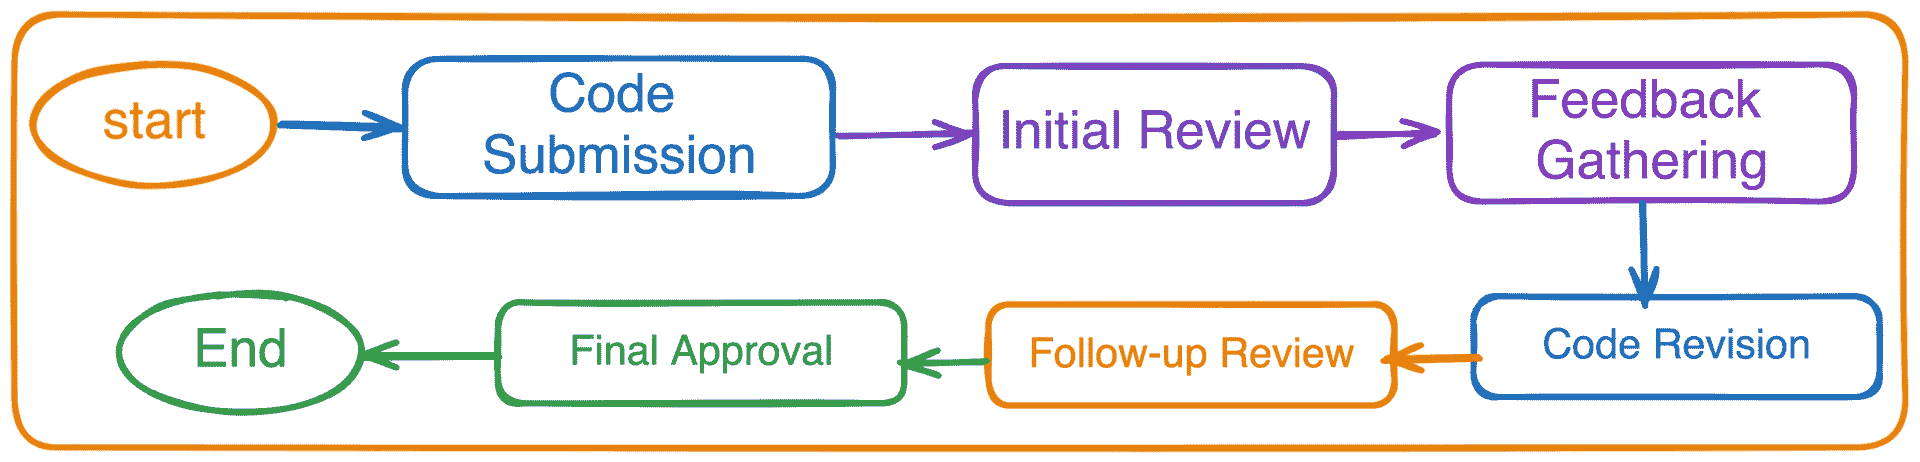 start
Code
Submission
Initial Review
Feedback
Gathering
Code Revision
Follow-up Review
Final Approval
End